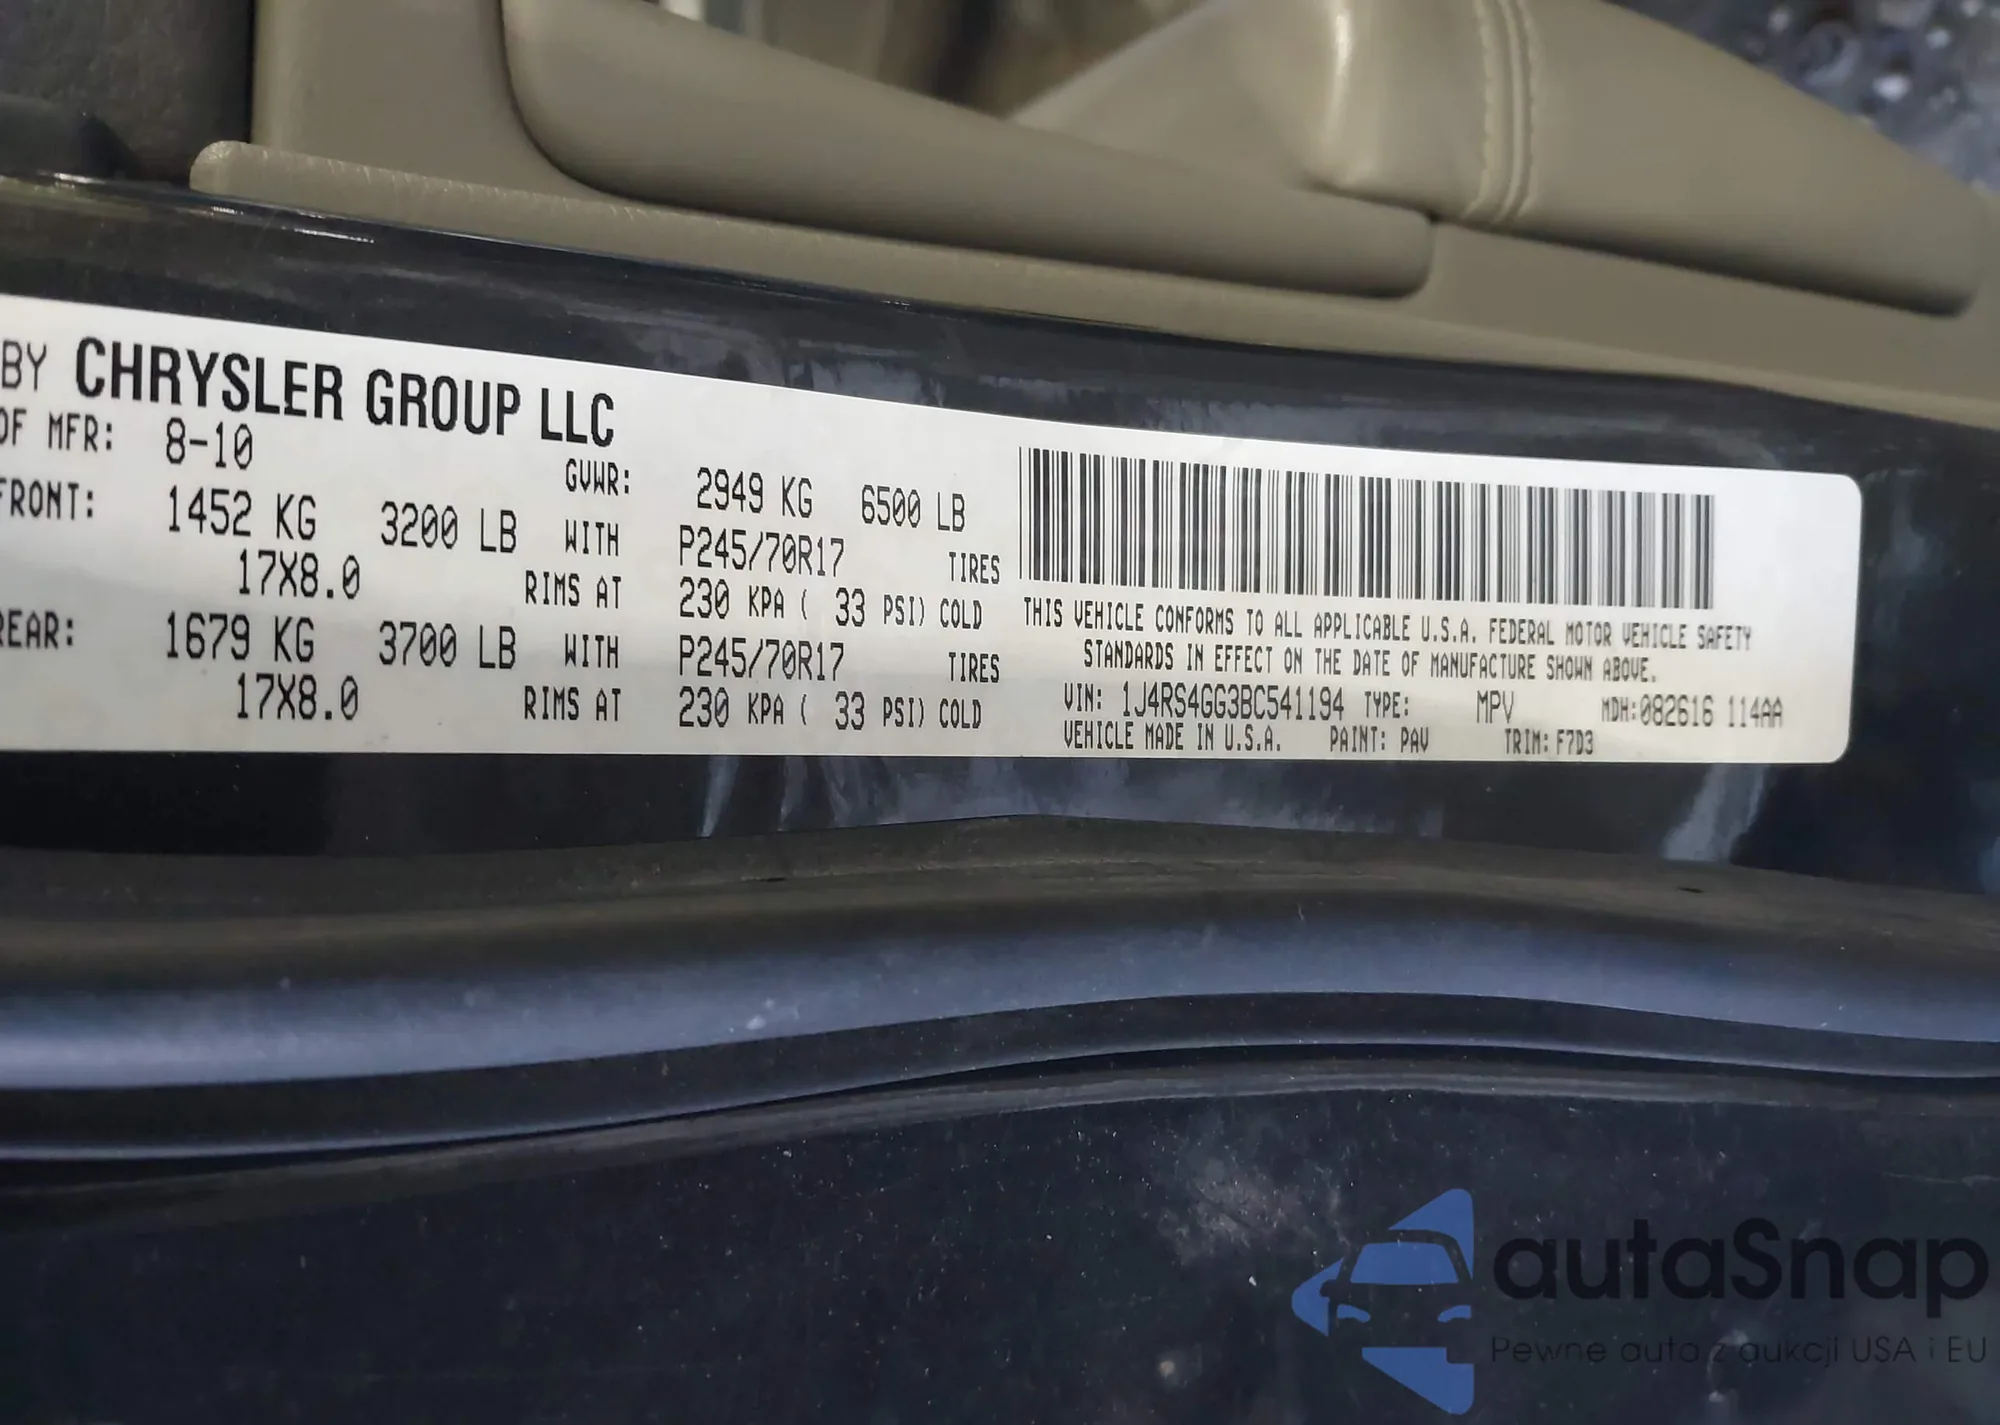 BY CHRYSLER GROUP LLC
OF MFR: 8-10 GVWR: 2949 KG 6500 LB
FRONT: 1452 KG 3200 LB WITH P245/70R17 TIRES
17X8.0 RIMS AT 230 KPA ( 33 PSI) COLD
REAR: 1679 KG 3700 LB WITH P245/70R17 TIRES
17X8.0 RIMS AT 230 KPA ( 33 PSI) COLD
THIS VEHICLE CONFORMS TO ALL APPLICABLE U.S.A. FEDERAL MOTOR VEHICLE SAFETY
STANDARDS IN EFFECT ON THE DATE OF MANUFACTURE SHOWN ABOVE.
VIN: 1J4RS4GG3BC541194 TYPE: MPV MDH:082616 114AA
VEHICLE MADE IN U.S.A. PAINT: PAV TRIM: F7D3
autaSnap
Pewne auta z aukcji USA i EU